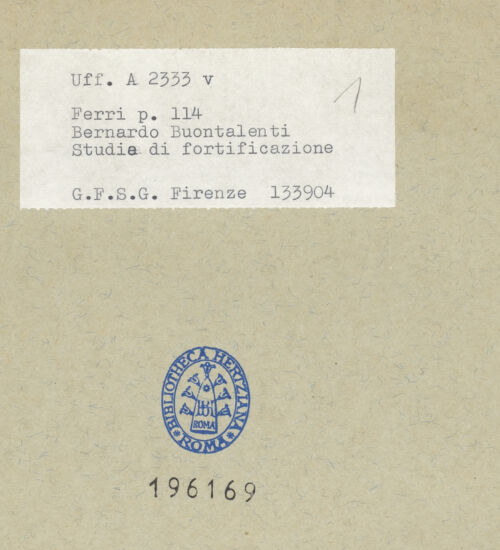 Uff. A 2333 v
1
Ferri p. 114
Bernardo Buontalenti
Studie di fortificazione
G.F.S.G. Firenze 133904
BIBLIOTHECA HERTZIANA
ROMA
* ROMA *
196169